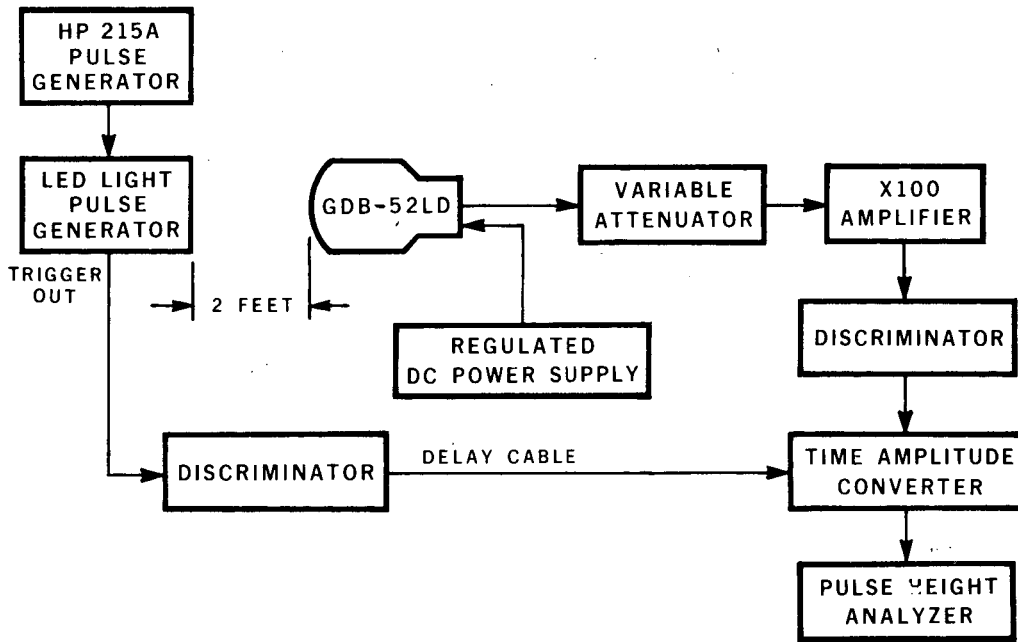 HP 215A
PULSE
GENERATOR
LED LIGHT
PULSE
GENERATOR
TRIGGER
OUT
2 FEET
GDB-52LD
REGULATED
DC POWER SUPPLY
VARIABLE
ATTENUATOR
X100
AMPLIFIER
DISCRIMINATOR
DISCRIMINATOR
DELAY CABLE
TIME AMPLITUDE
CONVERTER
PULSE HEIGHT
ANALYZER